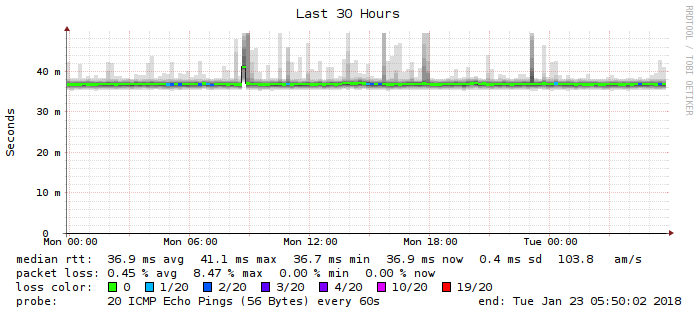 Last 30 Hours
RRDTOOL / TOBI OETIKER
Seconds
40 m
30 m
20 m
10 m
0
Mon 00:00 Mon 06:00 Mon 12:00 Mon 18:00 Tue 00:00
median rtt: 36.9 ms avg 41.1 ms max 36.7 ms min 36.9 ms now 0.4 ms sd 103.8 am/s
packet loss: 0.45 % avg 8.47 % max 0.00 % min 0.00 % now
loss color: 0 1/20 2/20 3/20 4/20 10/20 19/20
probe: 20 ICMP Echo Pings (56 Bytes) every 60s end: Tue Jan 23 05:50:02 2018